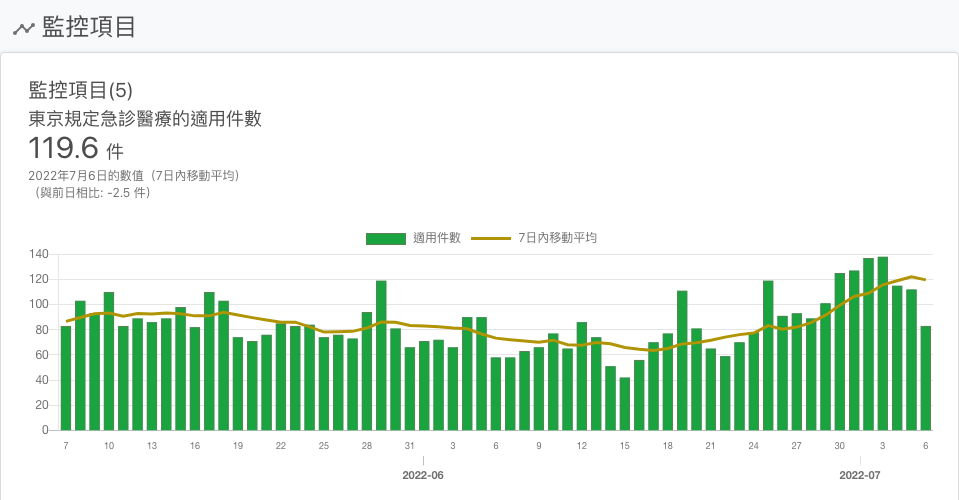 監控項目
監控項目(5)
東京規定急診醫療的適用件數
119.6 件
2022年7月6日的數值（7日內移動平均）
（與前日相比: -2.5 件）
適用件數 7日內移動平均
140
120
100
80
60
40
20
0
7 10 13 16 19 22 25 28 31 3 6 9 12 15 18 21 24 27 30 3 6
2022-06 2022-07